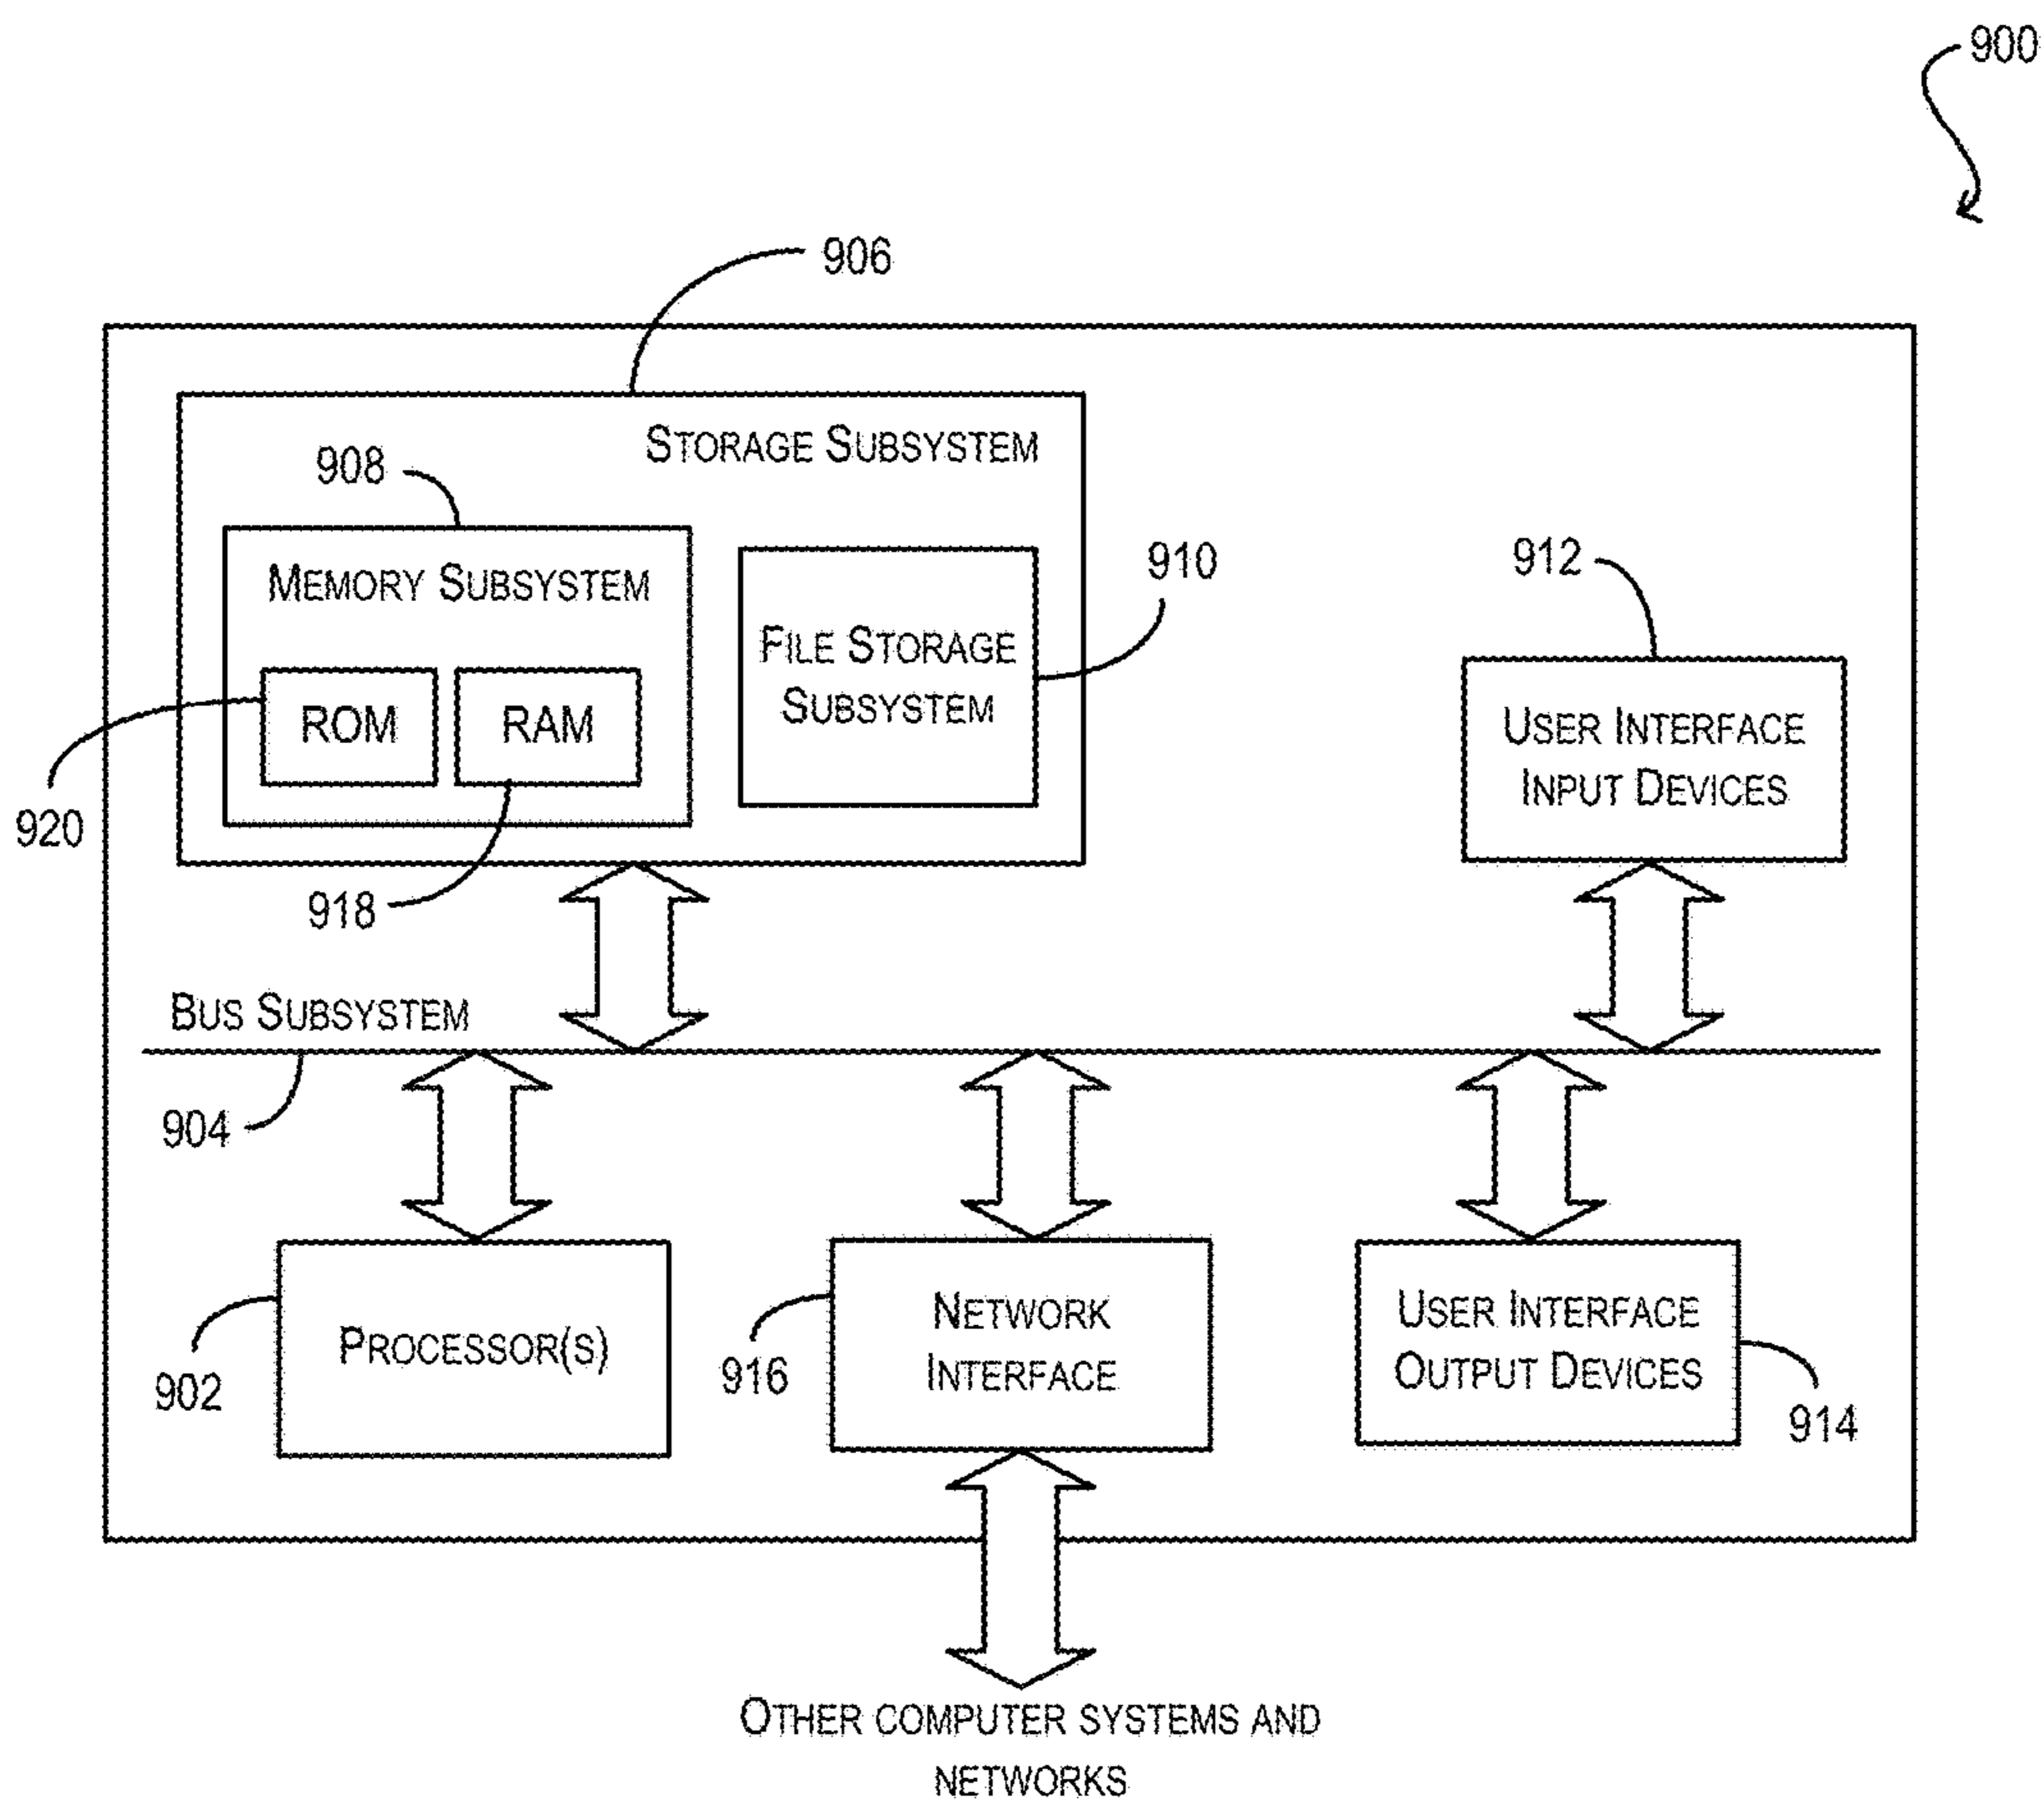 900
906
STORAGE SUBSYSTEM
908
MEMORY SUBSYSTEM
910
912
FILE STORAGE
SUBSYSTEM
ROM
RAM
USER INTERFACE
INPUT DEVICES
920
918
BUS SUBSYSTEM
904
PROCESSOR(S)
902
NETWORK
INTERFACE
916
USER INTERFACE
OUTPUT DEVICES
914
OTHER COMPUTER SYSTEMS AND
NETWORKS